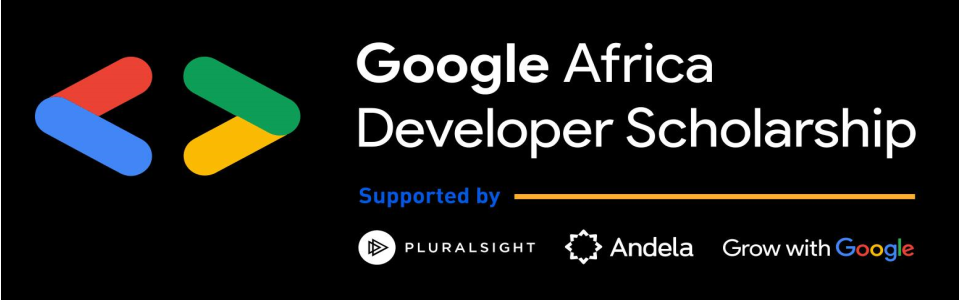 Google Africa
Developer Scholarship
Supported by
PLURALSIGHT Andela Grow with Google